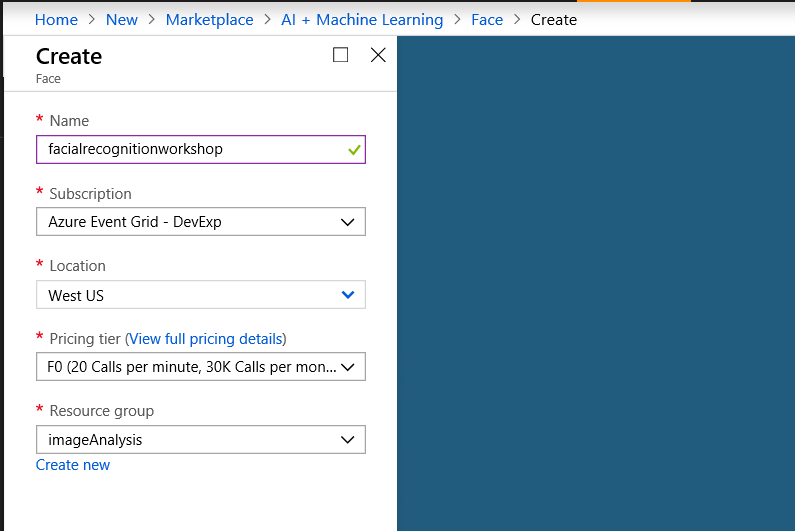 Home > New > Marketplace > AI + Machine Learning > Face > Create
Create
Face
* Name
facialrecognitionworkshop
* Subscription
Azure Event Grid - DevExp
* Location
West US
* Pricing tier (View full pricing details)
F0 (20 Calls per minute, 30K Calls per mon...
* Resource group
imageAnalysis
Create new